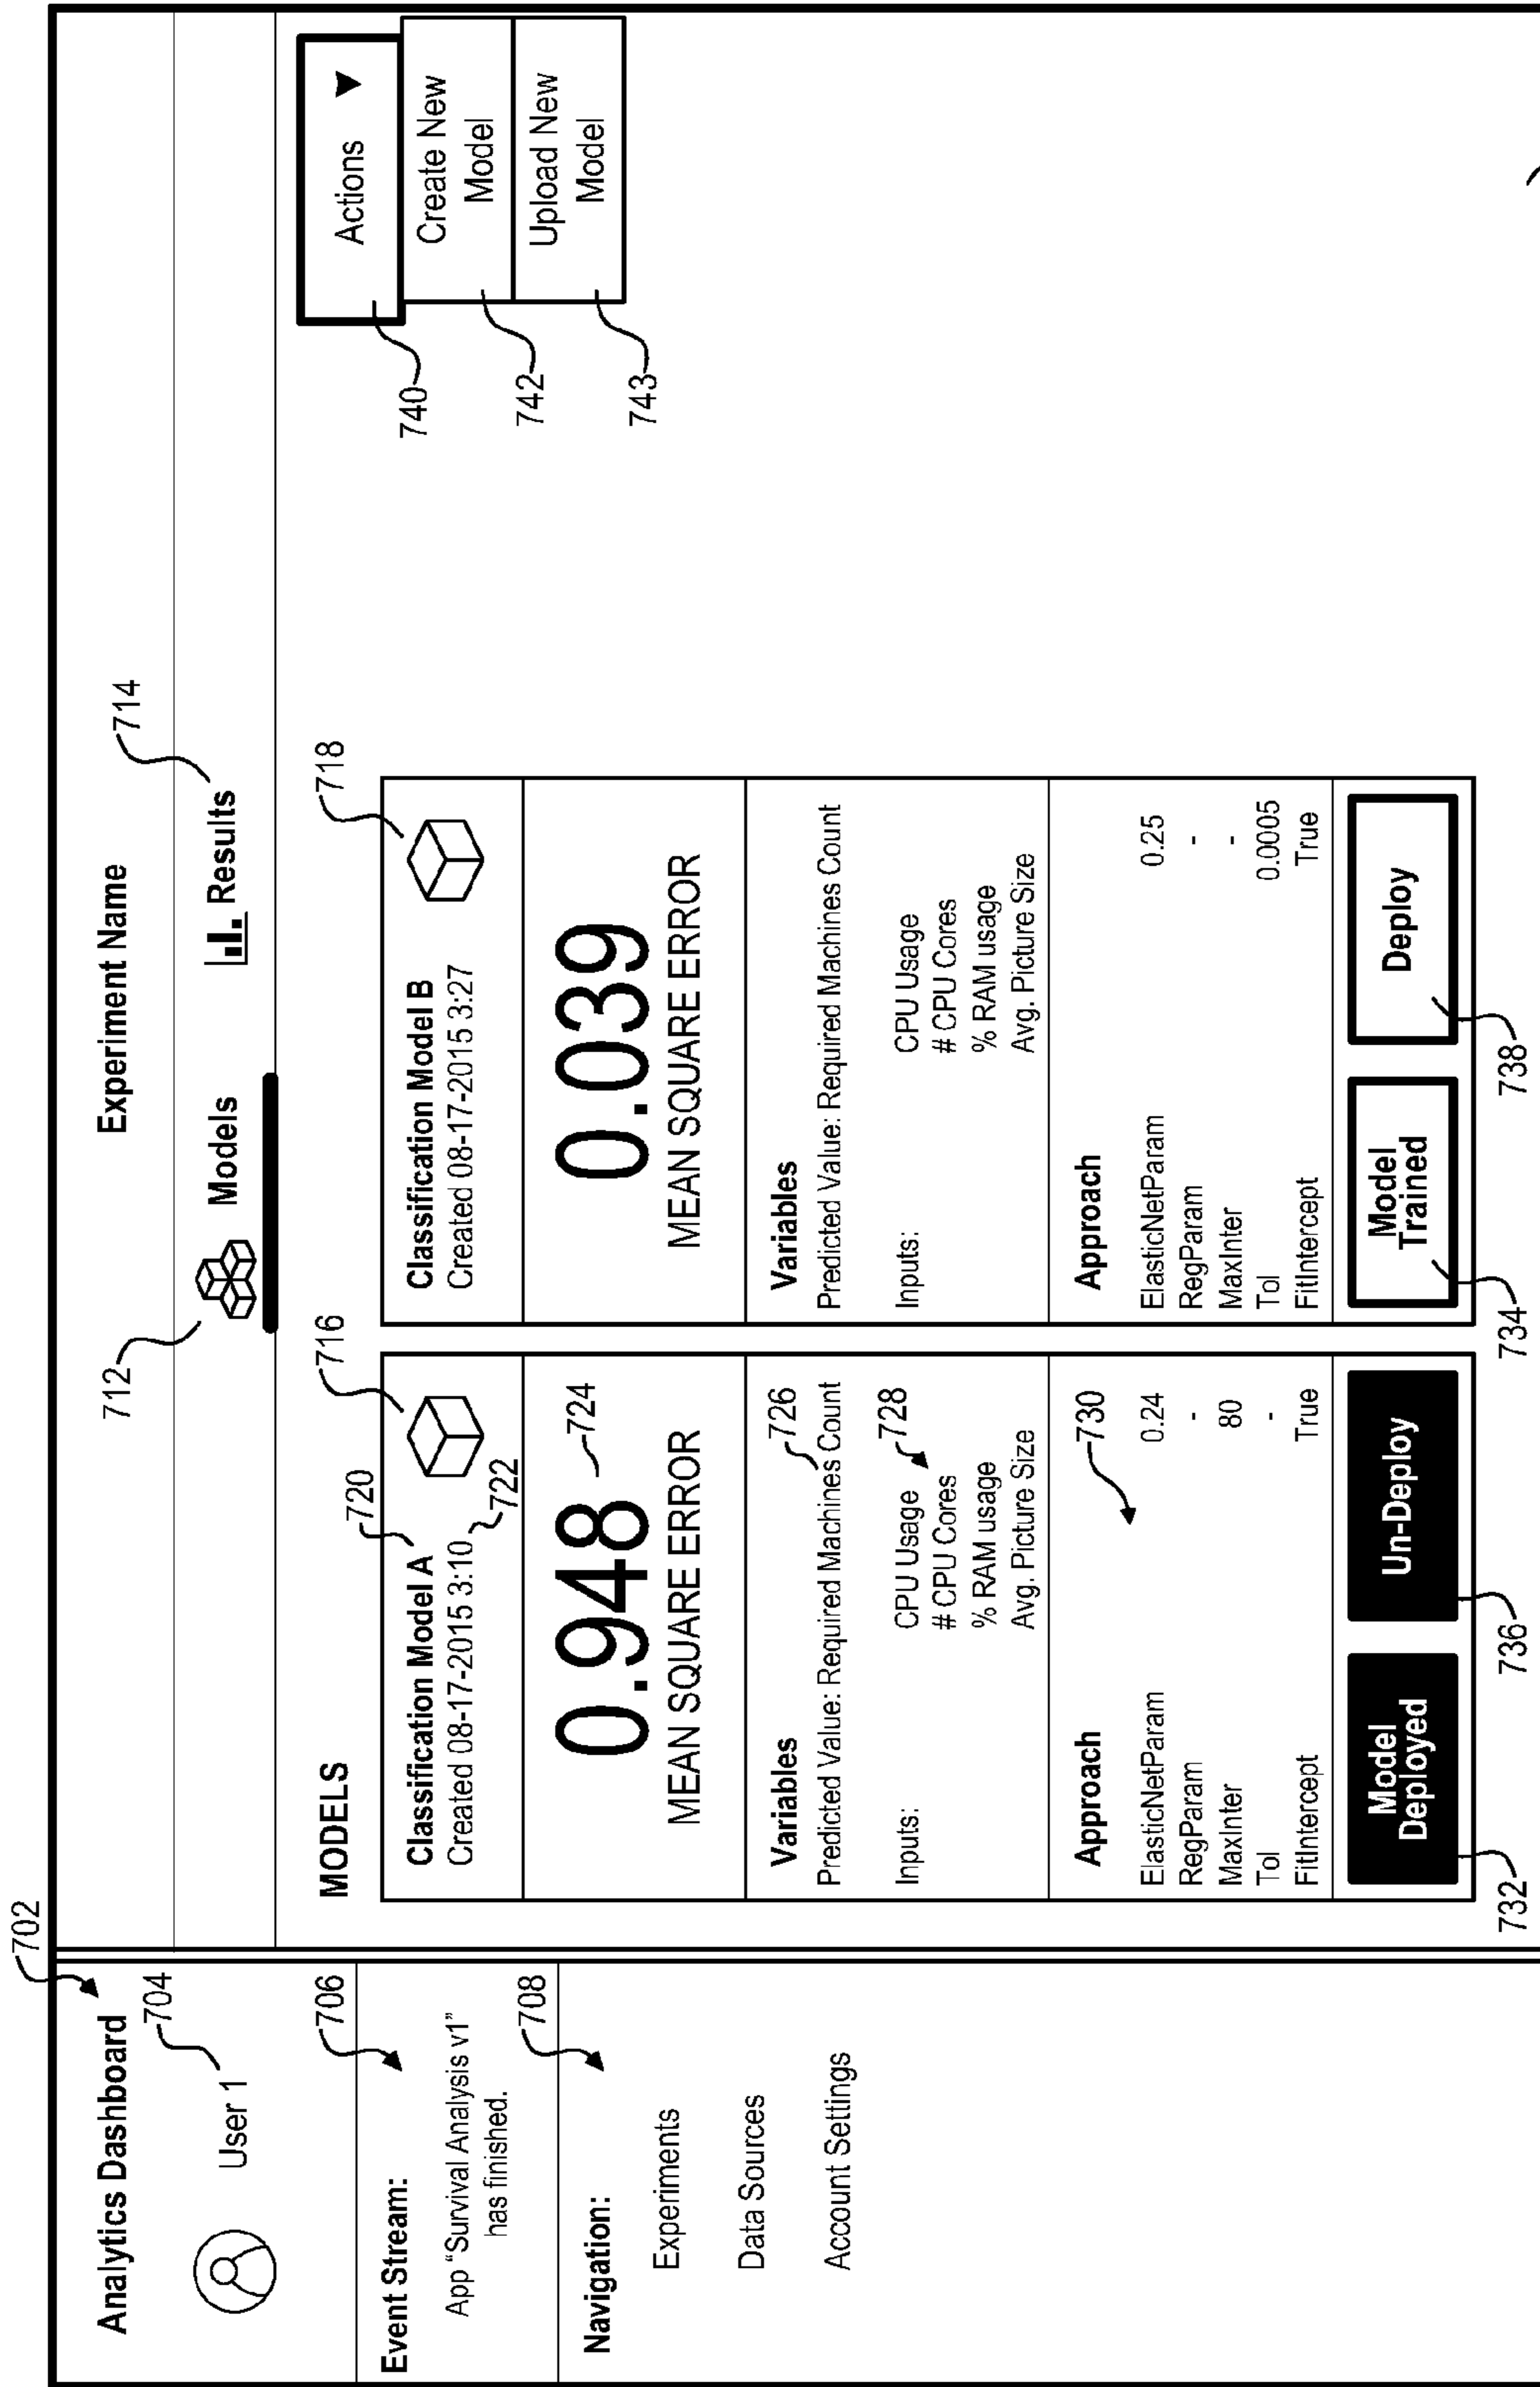 702
Analytics Dashboard
704
User 1
706
Event Stream:
App “Survival Analysis v1”
has finished.
708
Navigation:
Experiments
Data Sources
Account Settings
Experiment Name
712
Models
714
Results
MODELS
716
720
Classification Model A
Created 08-17-2015 3:10
722
0.948
724
MEAN SQUARE ERROR
Variables
726
Predicted Value: Required Machines Count
728
Inputs:
CPU Usage
# CPU Cores
% RAM usage
Avg. Picture Size
Approach
730
ElasticNetParam 0.24
RegParam -
MaxInter 80
Tol -
FitIntercept True
Model
Deployed
Un-Deploy
732
736
718
Classification Model B
Created 08-17-2015 3:27
0.039
MEAN SQUARE ERROR
Variables
Predicted Value: Required Machines Count
Inputs:
CPU Usage
# CPU Cores
% RAM usage
Avg. Picture Size
Approach
ElasticNetParam 0.25
RegParam -
MaxInter -
Tol 0.0005
FitIntercept True
Model
Trained
Deploy
734
738
Actions
740
Create New
Model
742
Upload New
Model
743